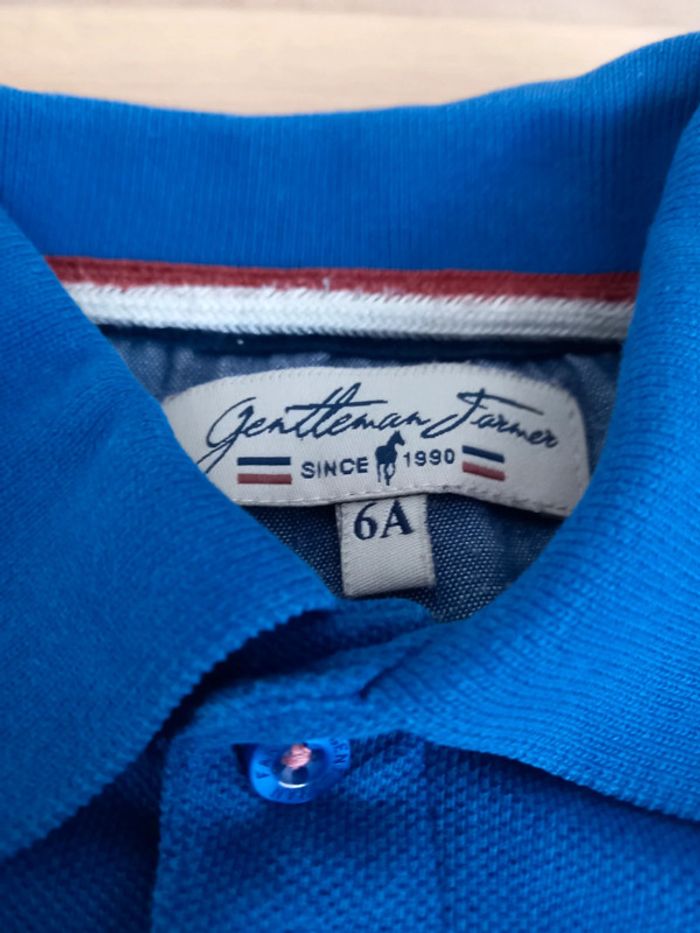 Gentleman Farmer
SINCE 1990
6A